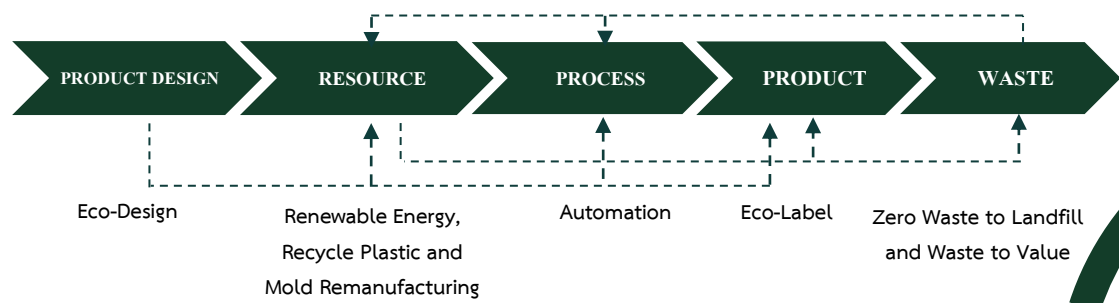 PRODUCT DESIGN
RESOURCE
PROCESS
PRODUCT
WASTE
Eco-Design
Renewable Energy,
Recycle Plastic and
Mold Remanufacturing
Automation
Eco-Label
Zero Waste to Landfill
and Waste to Value